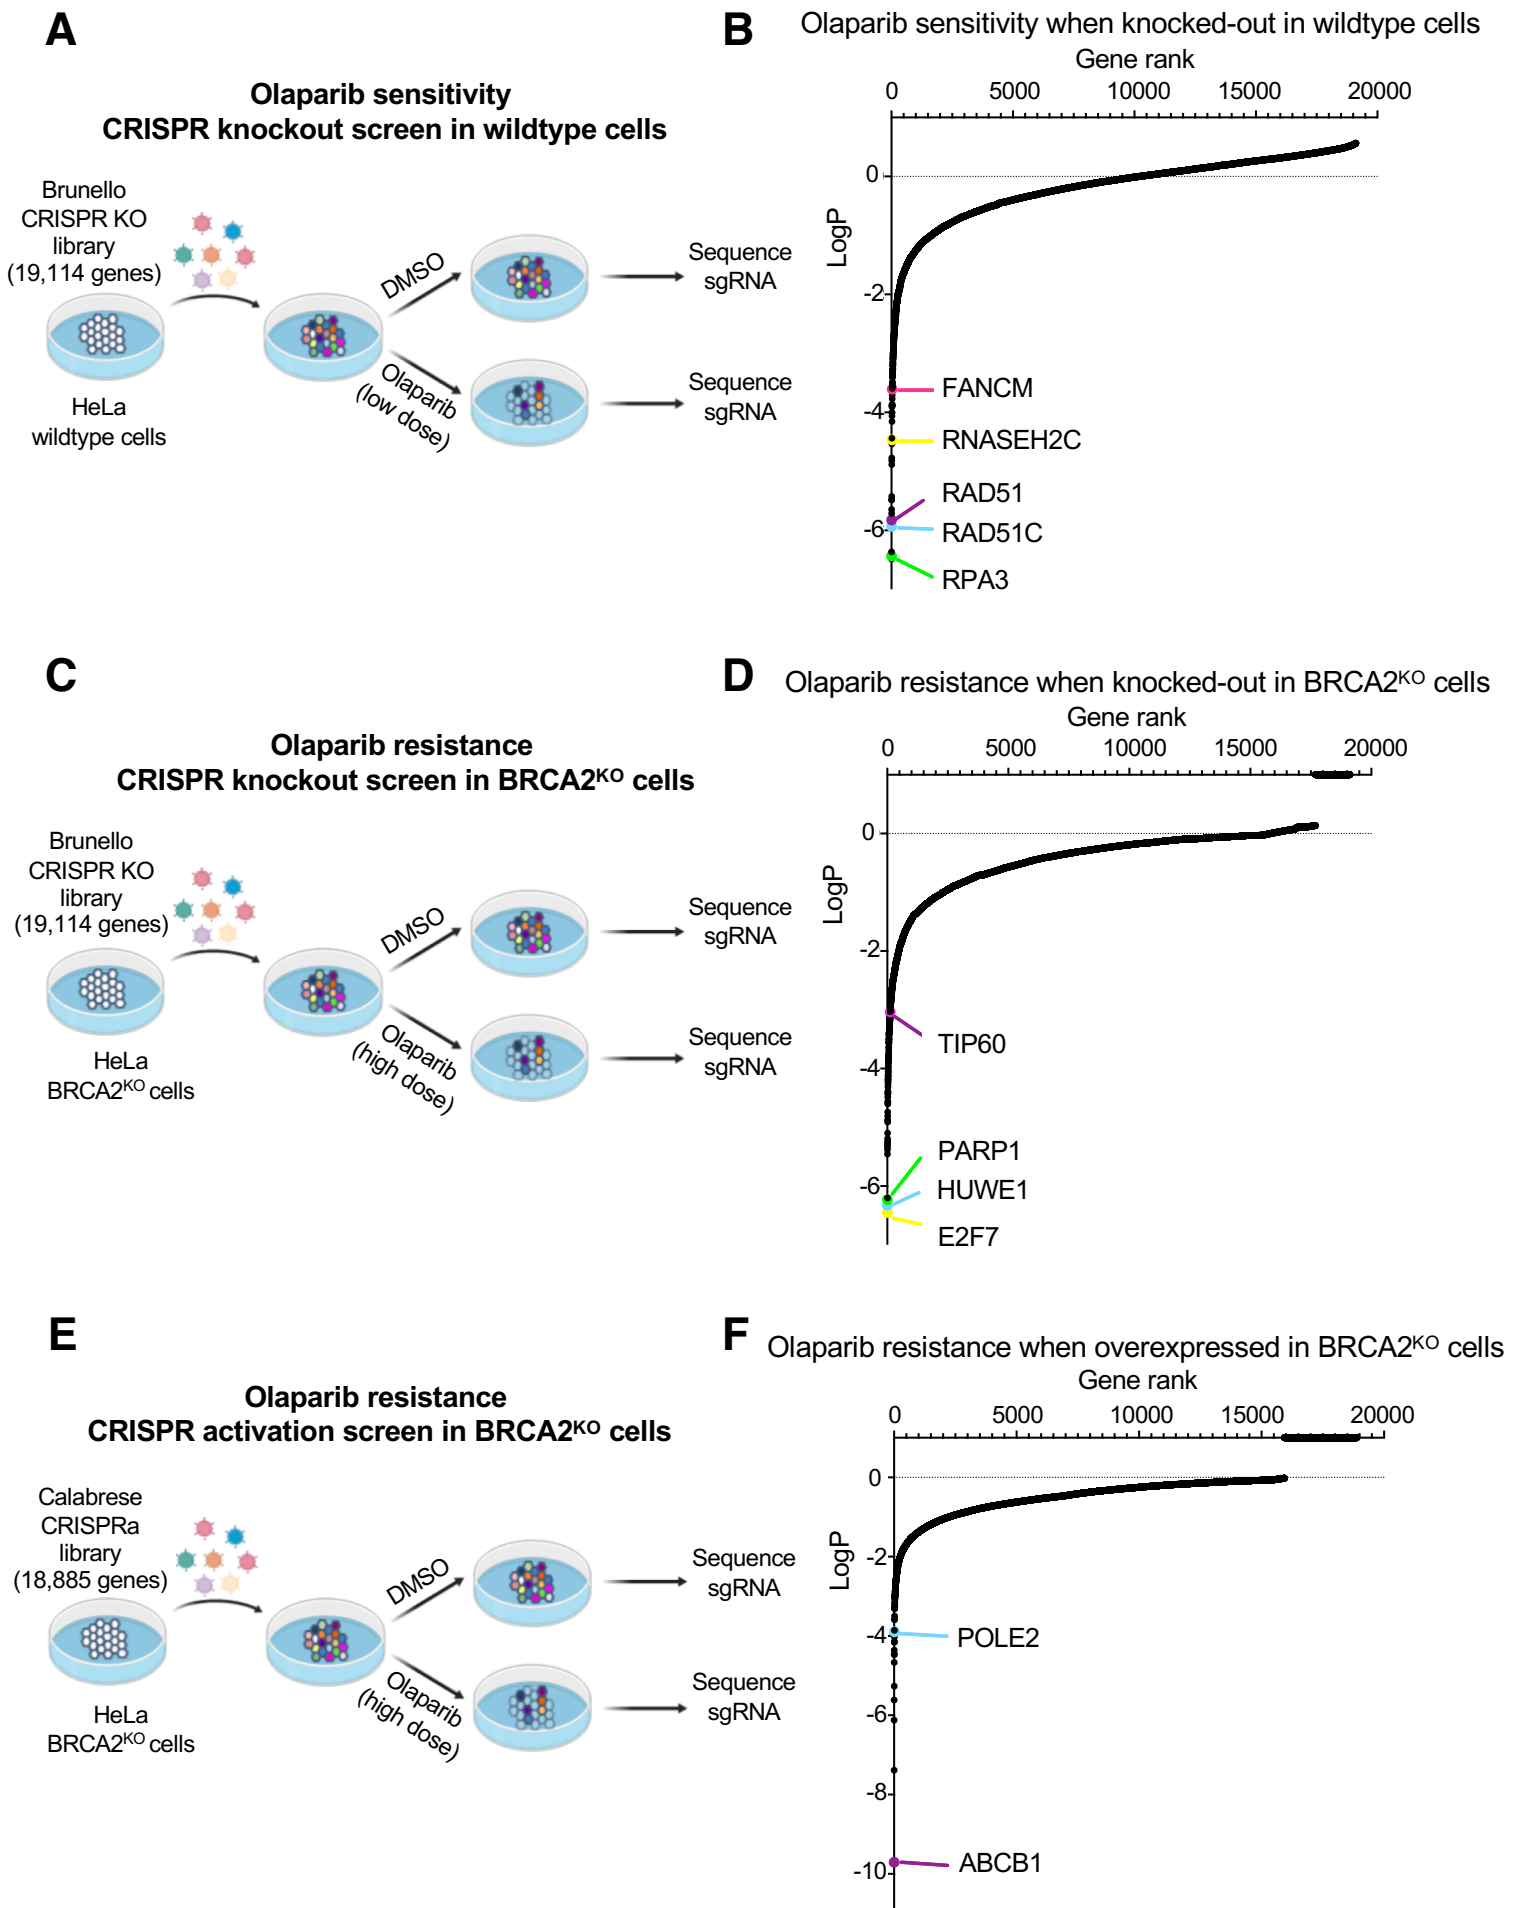 A
Olaparib sensitivity
CRISPR knockout screen in wildtype cells
Brunello
CRISPR KO
library
(19,114 genes)
HeLa
wildtype cells
DMSO
Olaparib
(low dose)
Sequence
sgRNA
Sequence
sgRNA
B
Olaparib sensitivity when knocked-out in wildtype cells
Gene rank
0 5000 10000 15000 20000
LogP
0
-2
-4
-6
FANCM
RNASEH2C
RAD51
RAD51C
RPA3
C
Olaparib resistance
CRISPR knockout screen in BRCA2KO cells
Brunello
CRISPR KO
library
(19,114 genes)
HeLa
BRCA2KO cells
DMSO
Olaparib
(high dose)
Sequence
sgRNA
Sequence
sgRNA
D
Olaparib resistance when knocked-out in BRCA2KO cells
Gene rank
0 5000 10000 15000 20000
LogP
0
-2
-4
-6
TIP60
PARP1
HUWE1
E2F7
E
Olaparib resistance
CRISPR activation screen in BRCA2KO cells
Calabrese
CRISPRa
library
(18,885 genes)
HeLa
BRCA2KO cells
DMSO
Olaparib
(high dose)
Sequence
sgRNA
Sequence
sgRNA
F
Olaparib resistance when overexpressed in BRCA2KO cells
Gene rank
0 5000 10000 15000 20000
LogP
0
-2
-4
-6
-8
-10
POLE2
ABCB1